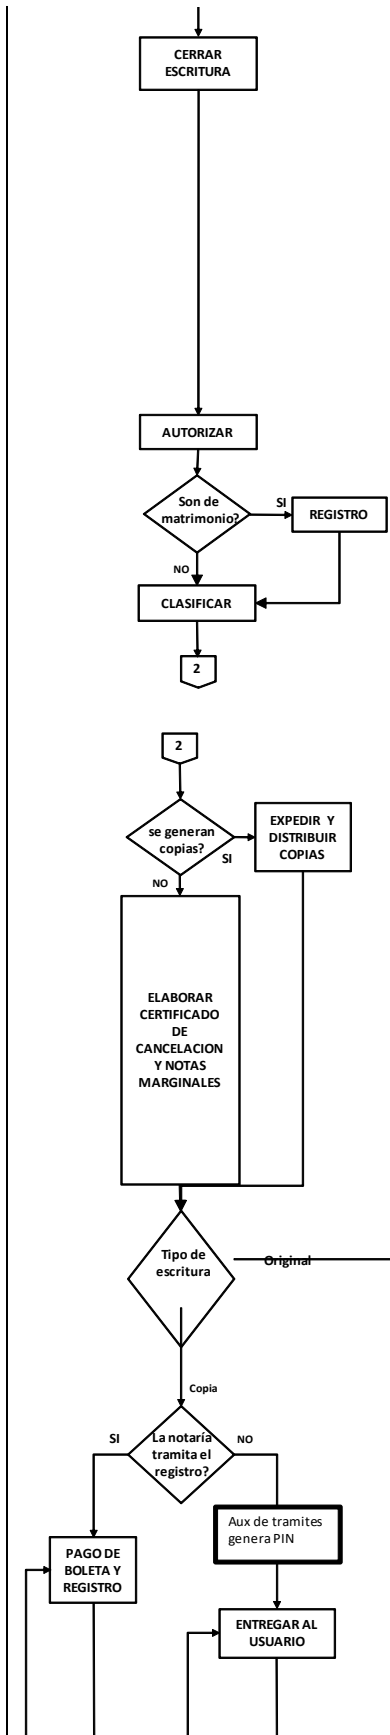 CERRAR
ESCRITURA
AUTORIZAR
Son de
matrimonio?
SI
REGISTRO
NO
CLASIFICAR
2
2
se generan
copias?
SI
EXPEDIR Y
DISTRIBUIR
COPIAS
NO
ELABORAR
CERTIFICADO
DE
CANCELACION
Y NOTAS
MARGINALES
Tipo de
escritura
Original
Copia
SI
La notaría
tramita el
registro?
NO
Aux de tramites
genera PIN
PAGO DE
BOLETA Y
REGISTRO
ENTREGAR AL
USUARIO